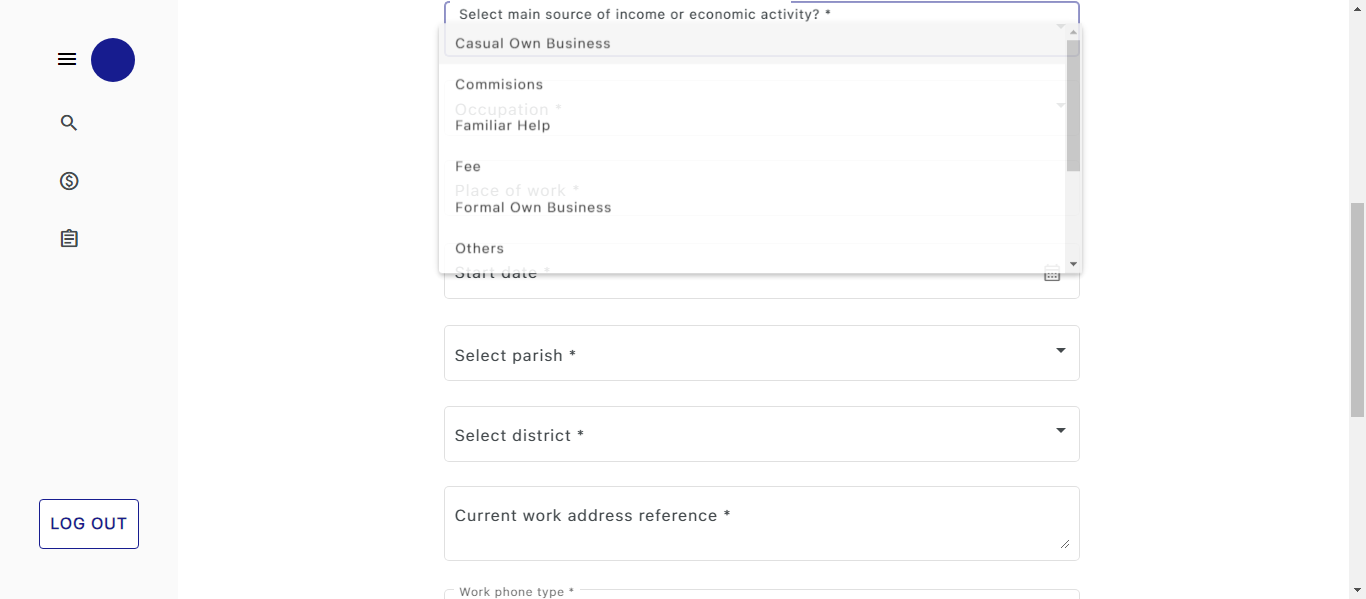 Select main source of income or economic activity? *
Casual Own Business
Commisions
Occupation *
Familiar Help
Fee
Place of work *
Formal Own Business
Others
Start date *
Select parish *
Select district *
Current work address reference *
Work phone type *
LOG OUT